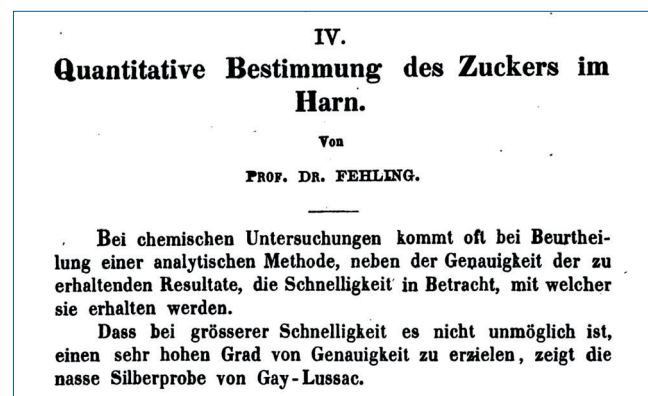 IV.
Quantitative Bestimmung des Zuckers im
Harn.
Von
PROF. DR. FEHLING.
Bei chemischen Untersuchungen kommt oft bei Beurthei-
lung einer analytischen Methode, neben der Genauigkeit der zu
erhaltenden Resultate, die Schnelligkeit in Betracht, mit welcher
sie erhalten werden.
Dass bei grösserer Schnelligkeit es nicht unmöglich ist,
einen sehr hohen Grad von Genauigkeit zu erzielen, zeigt die
nasse Silberprobe von Gay-Lussac.